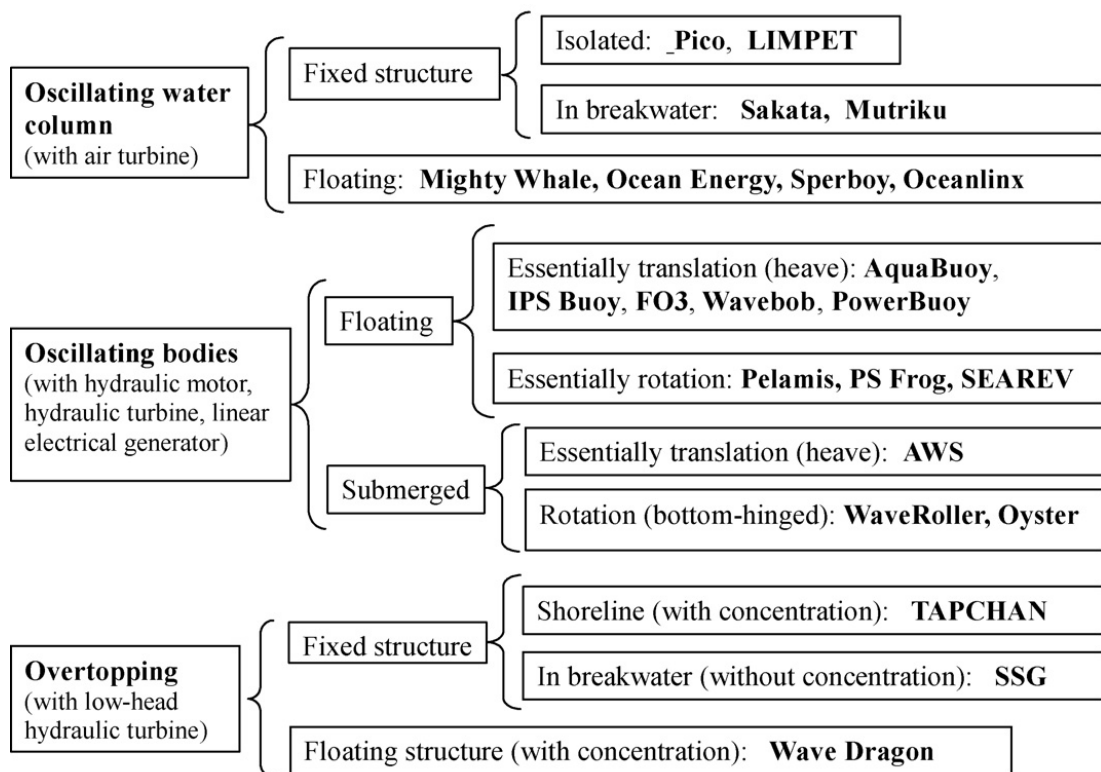 Oscillating water
column
(with air turbine)
Fixed structure
Isolated: _Pico, LIMPET
In breakwater: Sakata, Mutriku
Floating: Mighty Whale, Ocean Energy, Sperboy, Oceanlinx
Oscillating bodies
(with hydraulic motor,
hydraulic turbine, linear
electrical generator)
Floating
Essentially translation (heave): AquaBuoy,
IPS Buoy, FO3, Wavebob, PowerBuoy
Essentially rotation: Pelamis, PS Frog, SEAREV
Submerged
Essentially translation (heave): AWS
Rotation (bottom-hinged): WaveRoller, Oyster
Overtopping
(with low-head
hydraulic turbine)
Fixed structure
Shoreline (with concentration): TAPCHAN
In breakwater (without concentration): SSG
Floating structure (with concentration): Wave Dragon